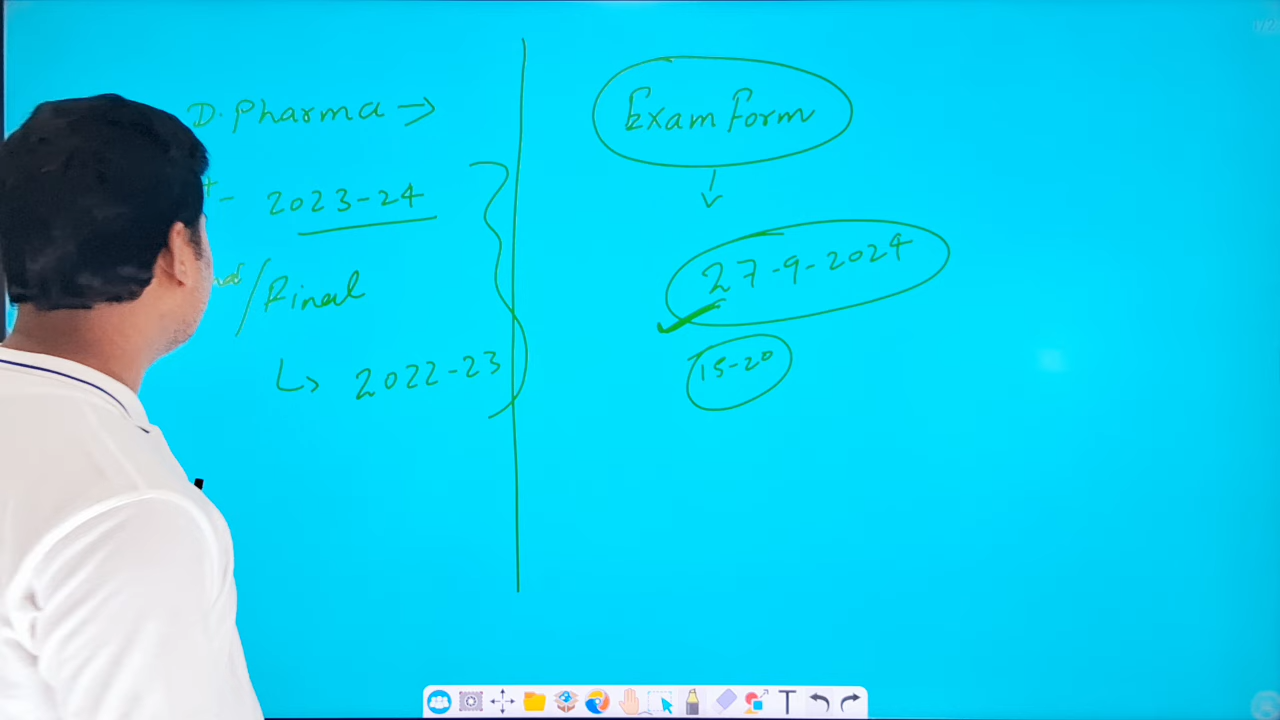 D. Pharma →
2023-24
/Final
↳ 2022-23
Exam Form
↓
27-9-2024
15-20